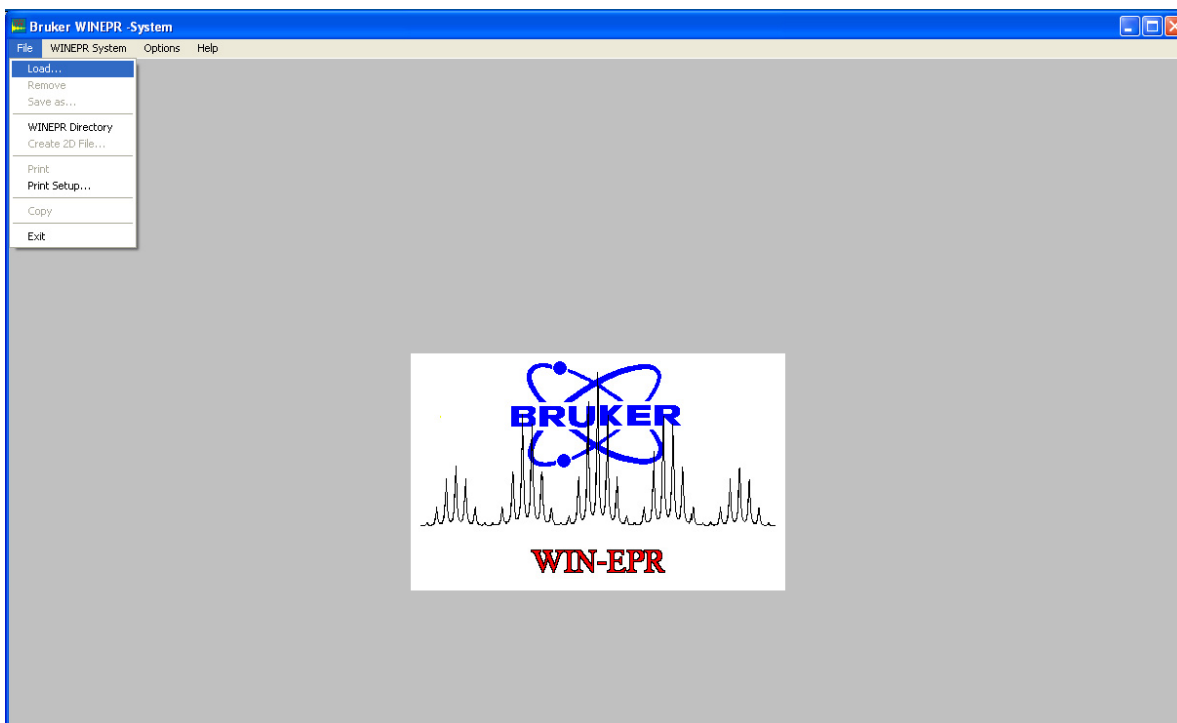 Bruker WINEPR -System
File WINEPR System Options Help
Load...
Remove
Save as...
WINEPR Directory
Create 2D File...
Print
Print Setup...
Copy
Exit
BRUKER
WIN-EPR